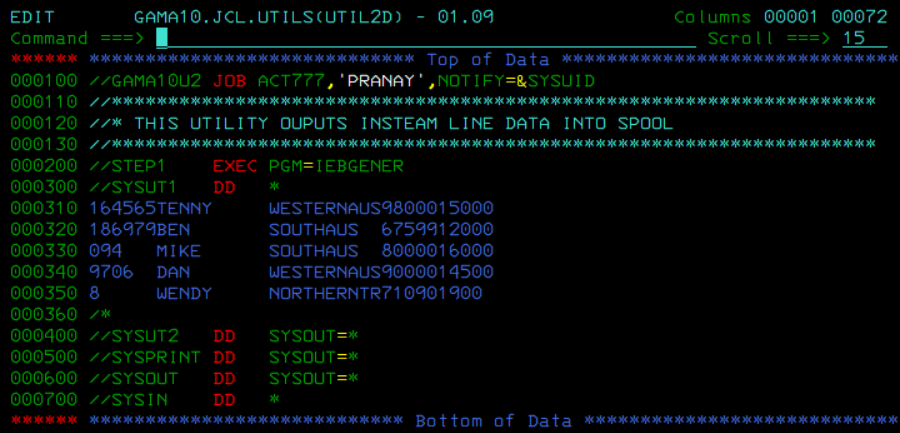 EDIT       GAMA10.JCL.UTILS(UTIL2D) - 01.09                Columns 00001 00072
Command ===>                                                  Scroll ===> 15
****** ***************************** Top of Data ******************************
000100 //GAMA10U2 JOB ACT777,'PRANAY',NOTIFY=&SYSUID
000110 //********************************************************************
000120 //* THIS UTILITY OUPUTS INSTEAM LINE DATA INTO SPOOL
000130 //********************************************************************
000200 //STEP1    EXEC PGM=IEBGENER
000300 //SYSUT1   DD   *
000310 164565TENNY     WESTERNAUS9800015000
000320 186979BEN       SOUTHAUS  6759912000
000330 094   MIKE      SOUTHAUS  8000016000
000340 9706  DAN       WESTERNAUS9000014500
000350 8     WENDY     NORTHERNTR710901900
000360 /*
000400 //SYSUT2   DD   SYSOUT=*
000500 //SYSPRINT DD   SYSOUT=*
000600 //SYSOUT   DD   SYSOUT=*
000700 //SYSIN    DD   *
****** **************************** Bottom of Data ****************************